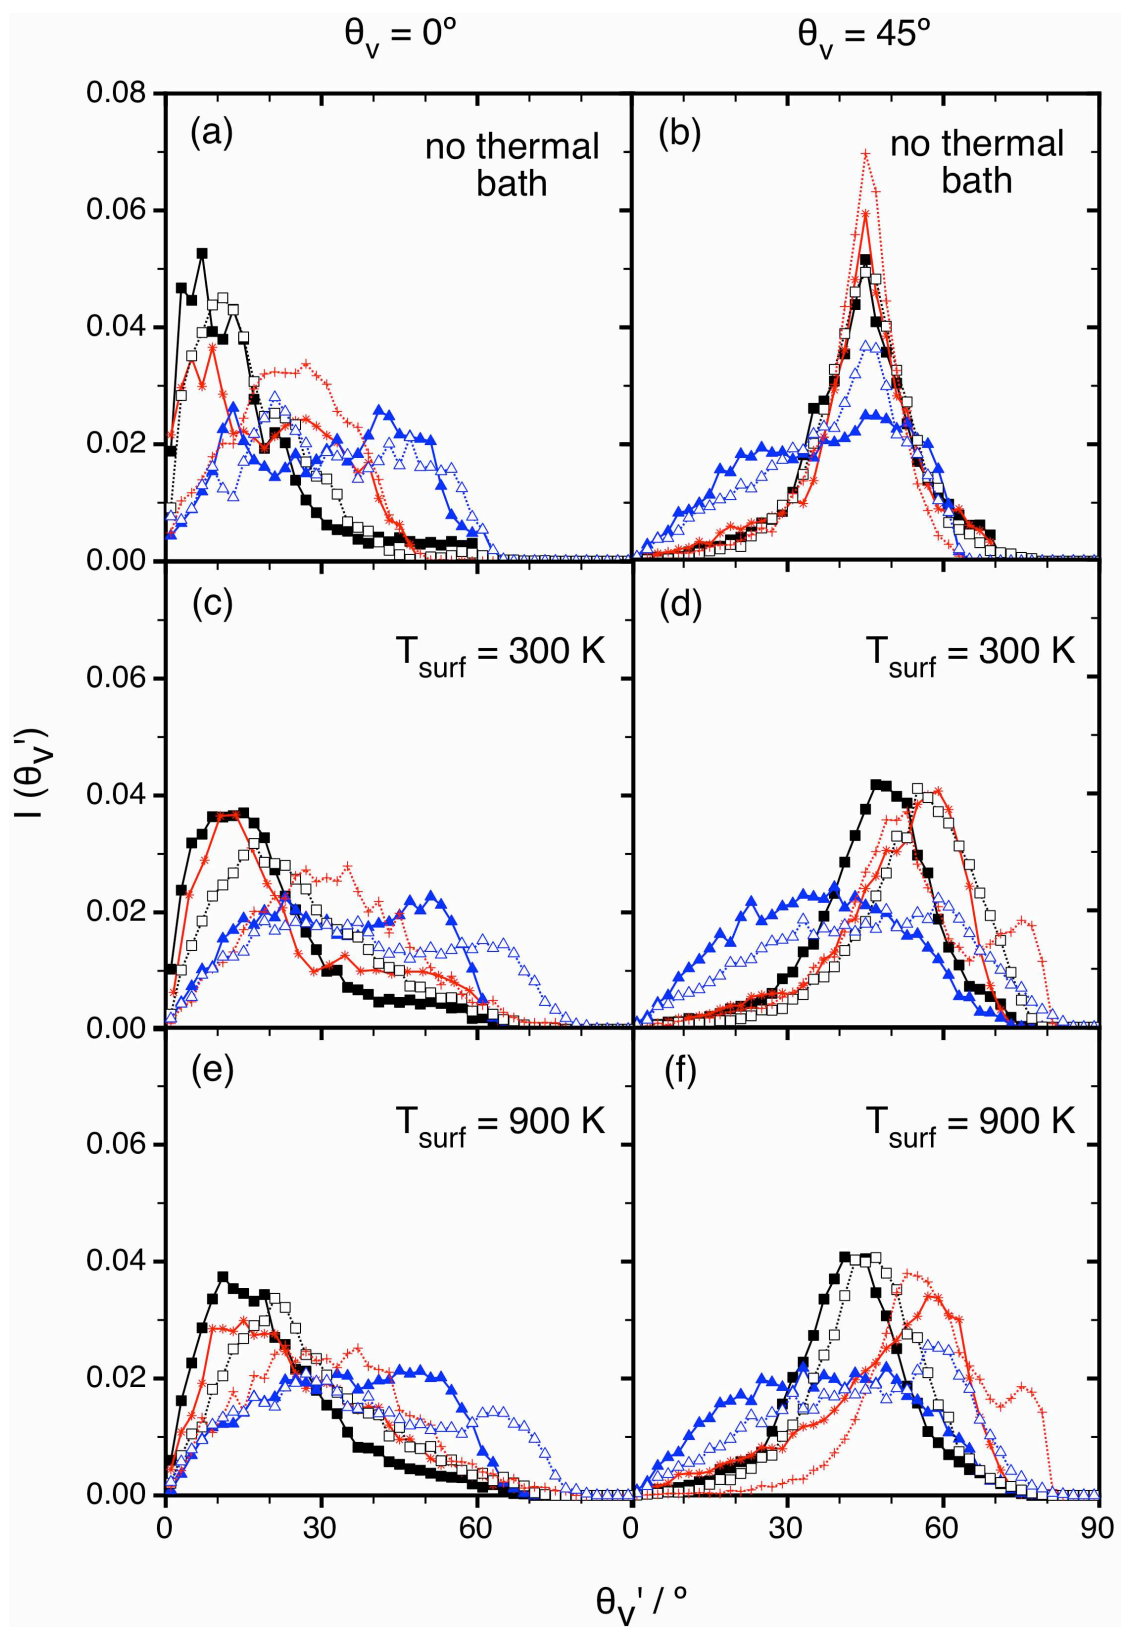 θv = 0º
θv = 45º
0.08
(a)
no thermal
bath
(b)
no thermal
bath
0.06
0.04
0.02
0.00
(c)
Tsurf = 300 K
(d)
Tsurf = 300 K
0.06
I (θv')
0.04
0.02
0.00
(e)
Tsurf = 900 K
(f)
Tsurf = 900 K
0.06
0.04
0.02
0.00
0 30 60 0 30 60 90
θv' / º